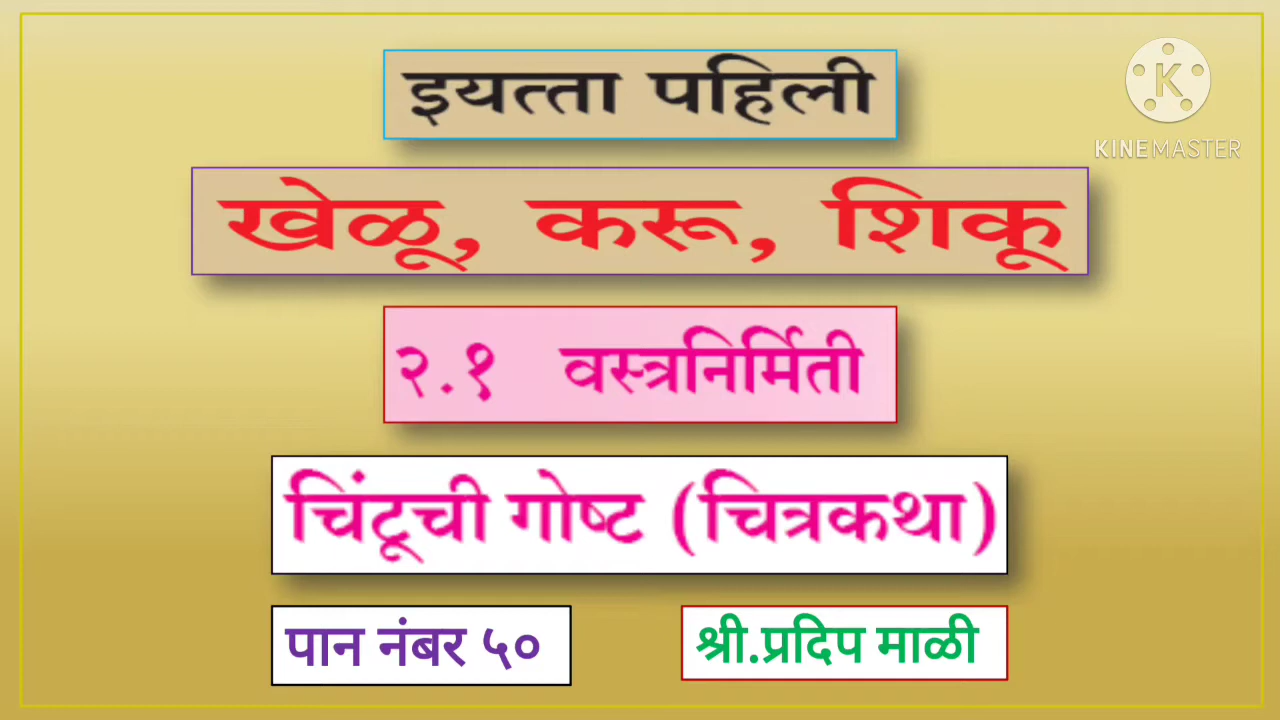 इयत्ता पहिली
KINEMASTER
खेळू, करू, शिकू
२.१ वस्त्रनिर्मिती
चिंटूची गोष्ट (चित्रकथा)
पान नंबर ५० श्री.प्रदिप माळी